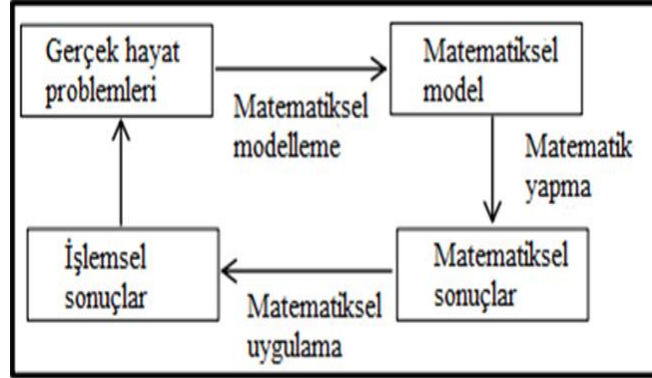 Gerçek hayat
problemleri
Matematiksel
modelleme
Matematiksel
model
Matematik
yapma
Matematiksel
sonuçlar
Matematiksel
uygulama
İşlemsel
sonuçlar